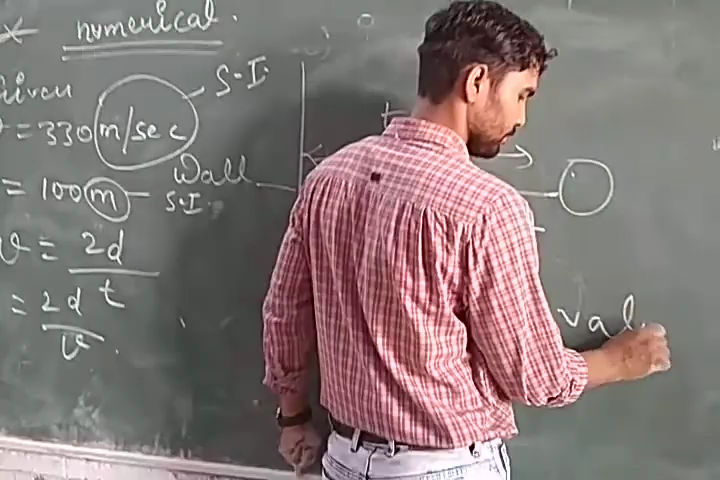 numerical.
Given
= 330 m/sec
S.I.
= 100 m
S.I.
Wall
v = 2d
t
= 2d
v.
Val